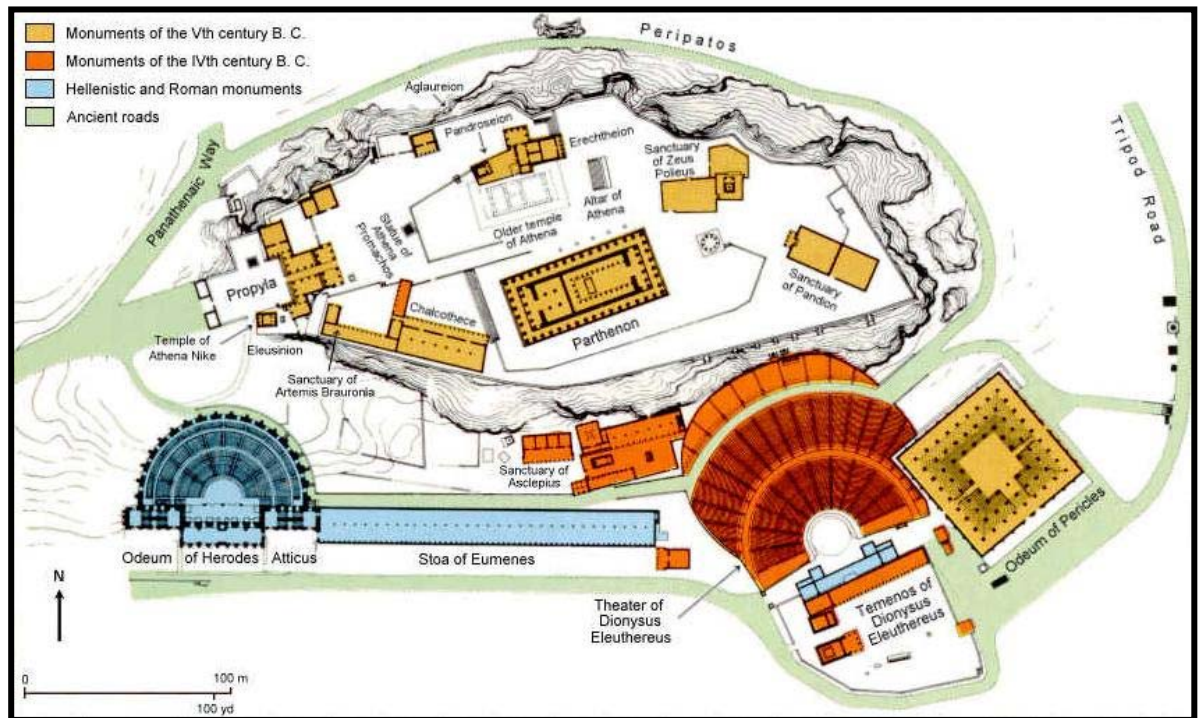 Monuments of the Vth century B. C.
Monuments of the IVth century B. C.
Hellenistic and Roman monuments
Ancient roads
Peripatos
Tripod Road
Panathenaic Way
Aglaureion
Pandroseion
Erechtheion
Sanctuary
of Zeus
Polieus
Altar of
Athena
Older temple
of Athena
Statue of
Athena
Promachos
Propyla
Chalcothece
Parthenon
Sanctuary
of Pandion
Temple of
Athena Nike
Eleusinion
Sanctuary of
Artemis Brauronia
Sanctuary of
Asclepius
Odeum of Herodes Atticus
Stoa of Eumenes
Theater of
Dionysus
Eleuthereus
Temenos of
Dionysus
Eleuthereus
Odeum of Pericles
N
0 100 m
100 yd